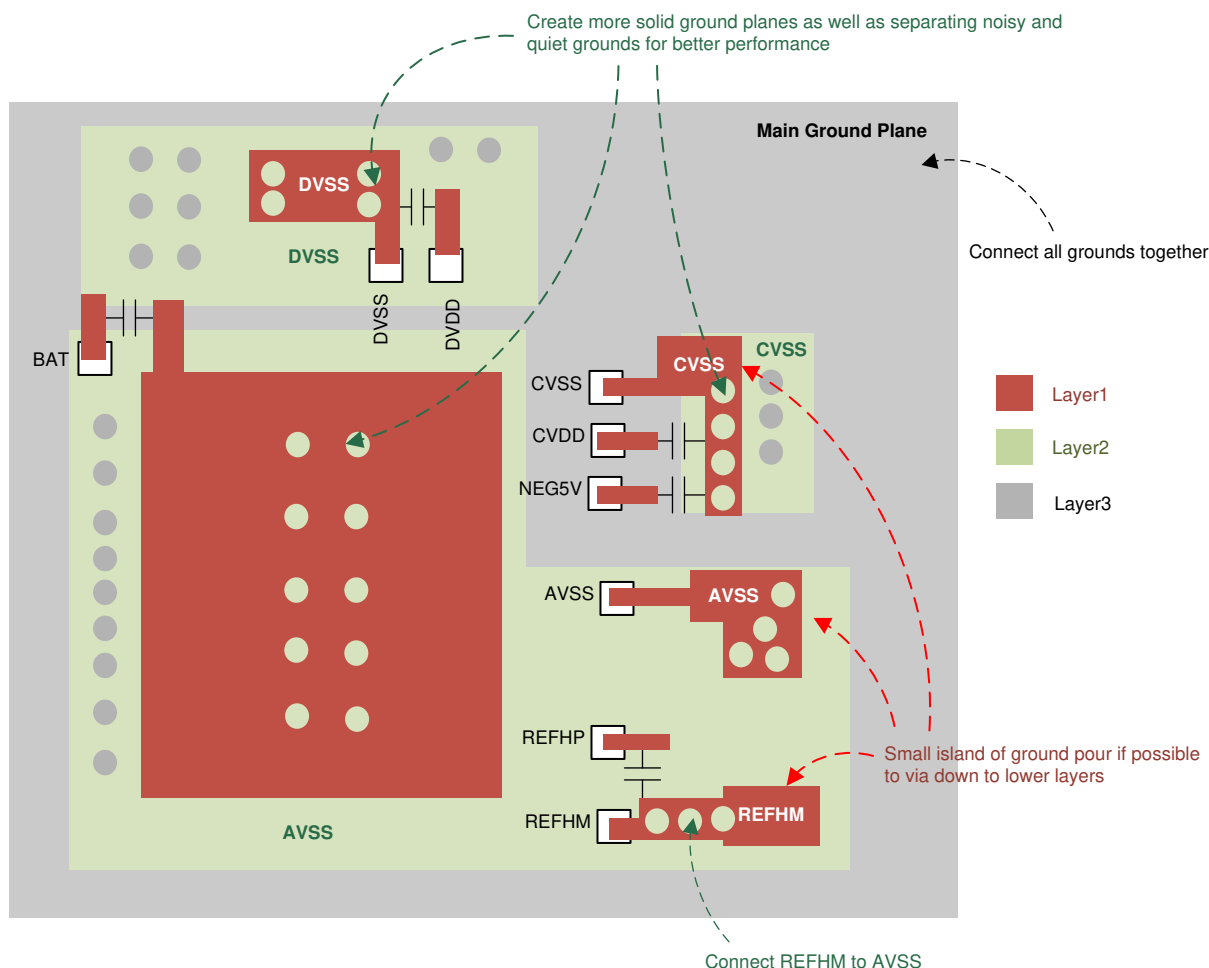 Create more solid ground planes as well as separating noisy and
quiet grounds for better performance
Main Ground Plane
Connect all grounds together
DVSS
DVSS
DVSS
DVDD
BAT
CVSS
CVSS
CVSS
CVDD
NEG5V
Layer1
Layer2
Layer3
AVSS
AVSS
REFHP
Small island of ground pour if possible
to via down to lower layers
REFHM
REFHM
AVSS
Connect REFHM to AVSS